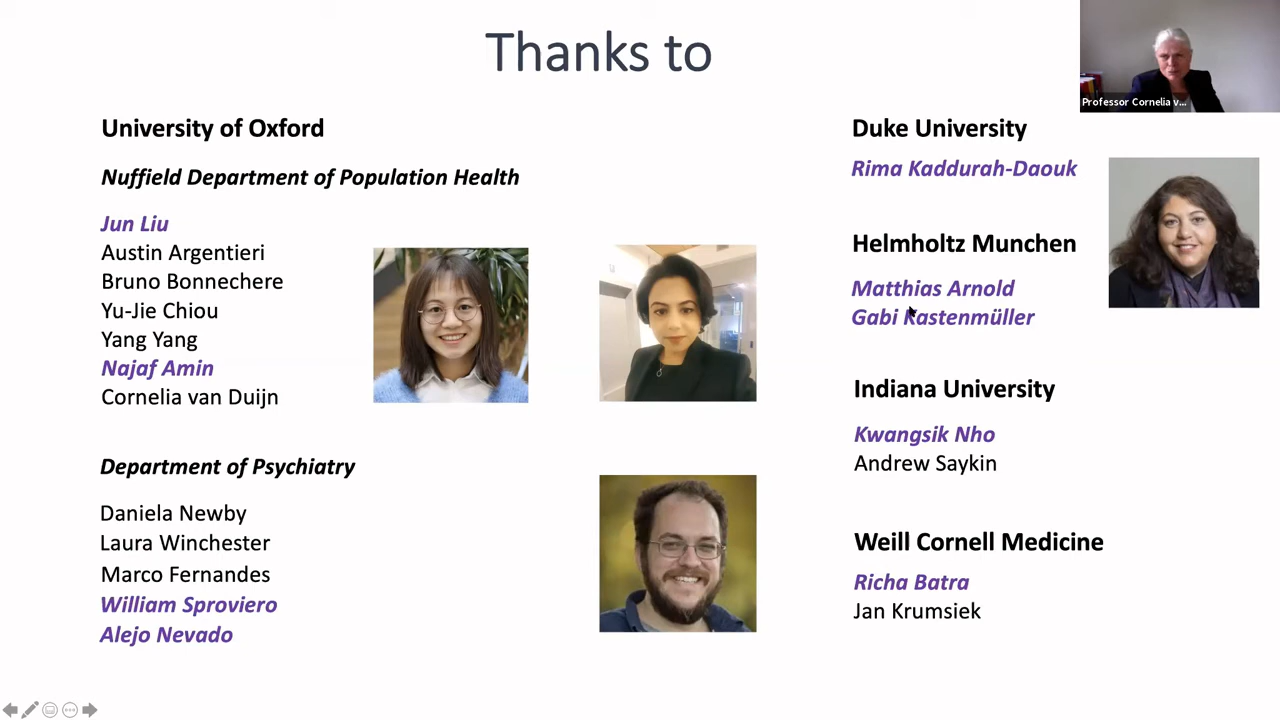 Thanks to
Professor Cornelia v...
University of Oxford
Nuffield Department of Population Health
Jun Liu
Austin Argentieri
Bruno Bonnechere
Yu-Jie Chiou
Yang Yang
Najaf Amin
Cornelia van Duijn
Department of Psychiatry
Daniela Newby
Laura Winchester
Marco Fernandes
William Sproviero
Alejo Nevado
Duke University
Rima Kaddurah-Daouk
Helmholtz Munchen
Matthias Arnold
Gabi Kastenmüller
Indiana University
Kwangsik Nho
Andrew Saykin
Weill Cornell Medicine
Richa Batra
Jan Krumsiek